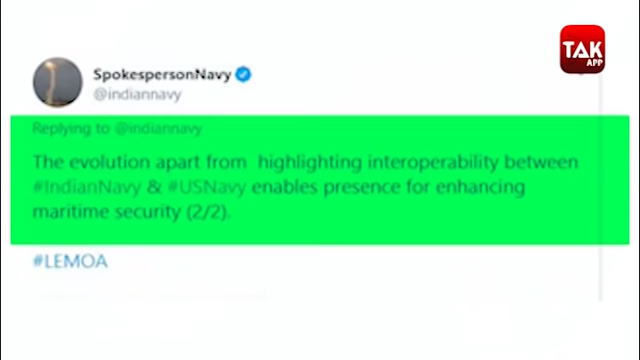 TAK
APP
SpokespersonNavy
@indiannavy
Replying to @indiannavy
The evolution apart from highlighting interoperability between
#IndianNavy & #USNavy enables presence for enhancing
maritime security (2/2).
#LEMOA